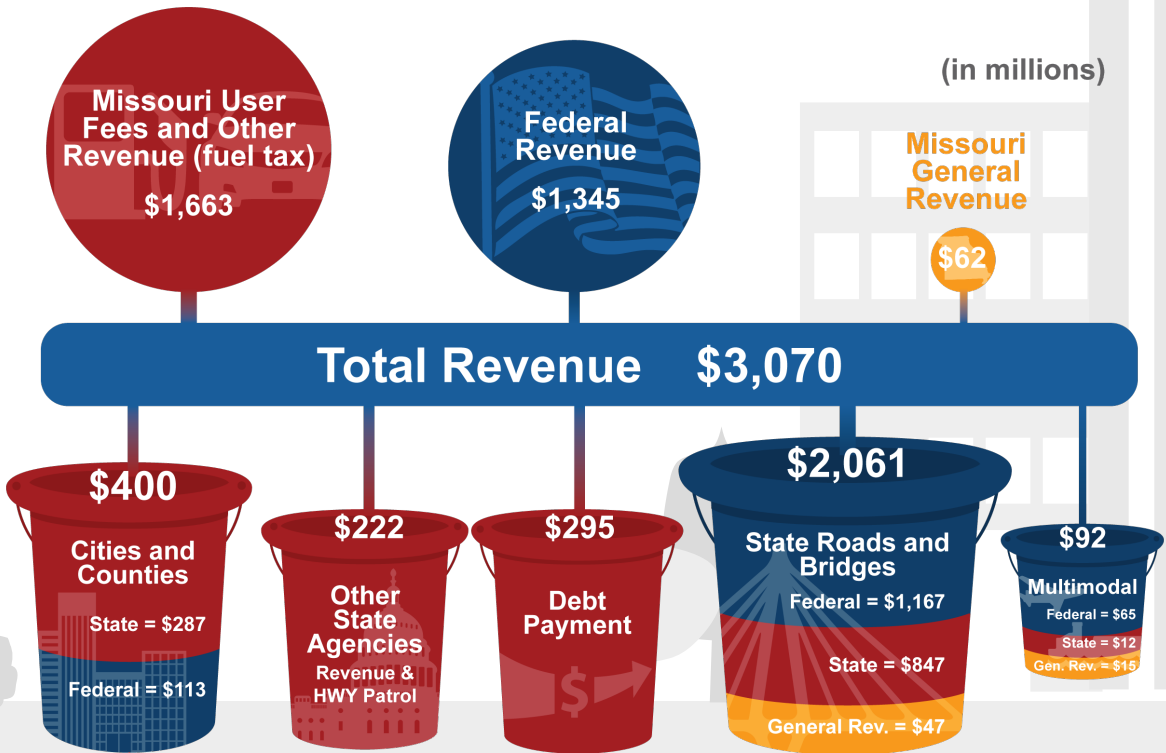 Missouri User
Fees and Other
Revenue (fuel tax)
$1,663
Federal
Revenue
$1,345
(in millions)
Missouri
General
Revenue
$62
Total Revenue $3,070
$400
Cities and
Counties
State = $287
Federal = $113
$222
Other
State
Agencies
Revenue &
HWY Patrol
$295
Debt
Payment
$
$2,061
State Roads and
Bridges
Federal = $1,167
State = $847
General Rev. = $47
$92
Multimodal
Federal = $65
State = $12
Gen. Rev. = $15